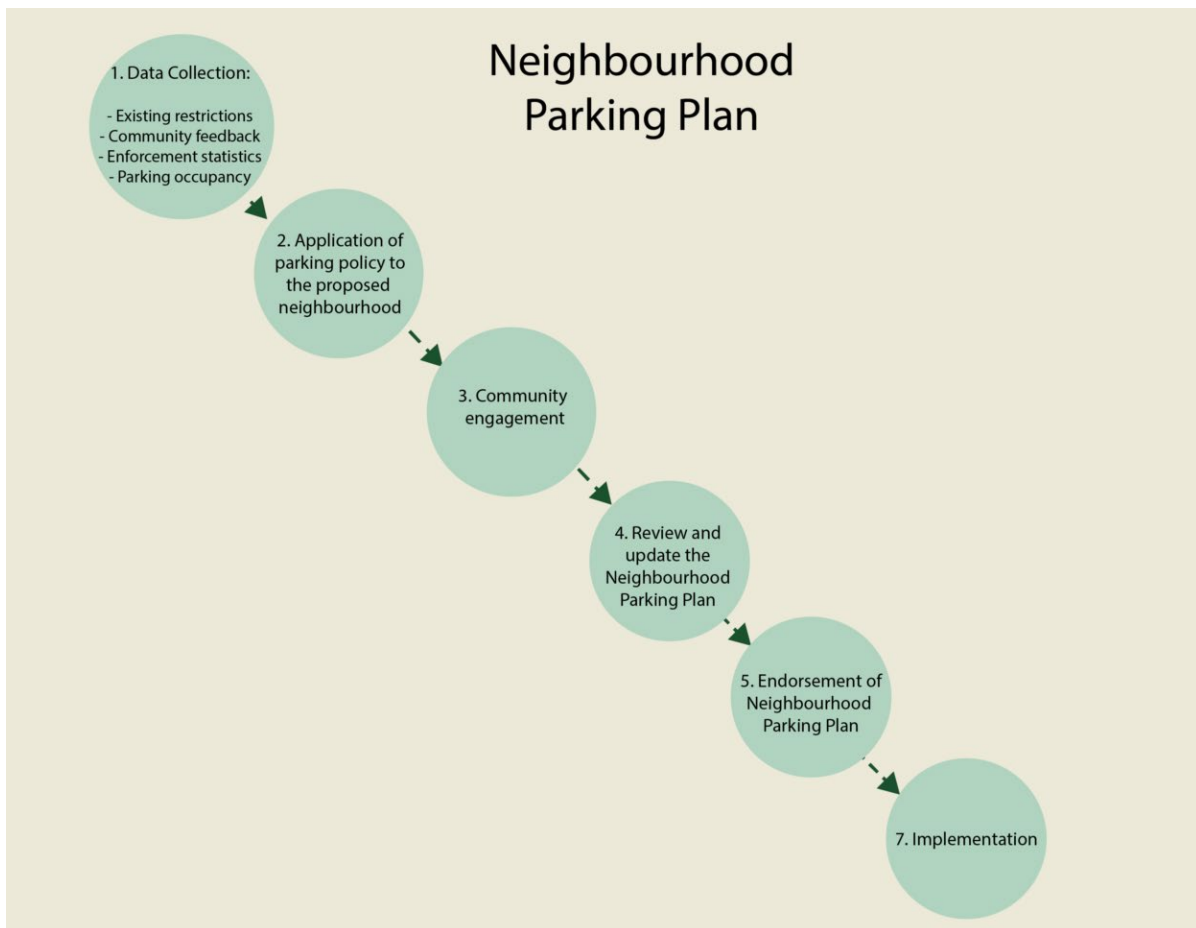 Neighbourhood
Parking Plan
1. Data Collection:
- Existing restrictions
- Community feedback
- Enforcement statistics
- Parking occupancy
2. Application of
parking policy to
the proposed
neighbourhood
3. Community
engagement
4. Review and
update the
Neighbourhood
Parking Plan
5. Endorsement of
Neighbourhood
Parking Plan
7. Implementation